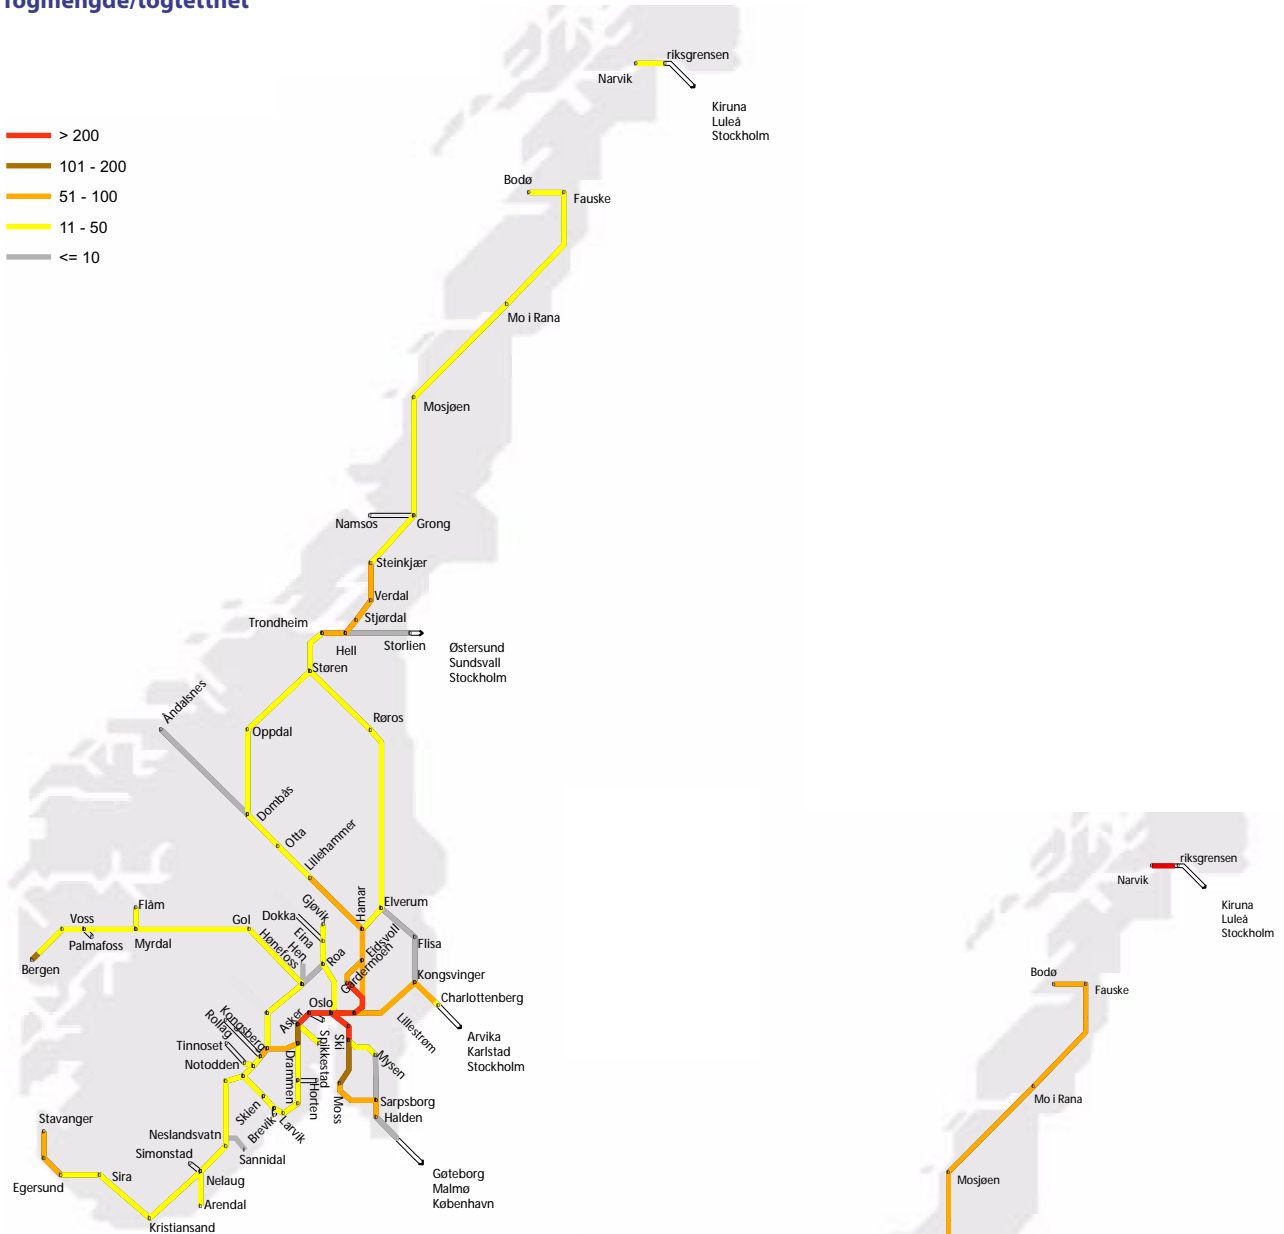 Togmengde/togtetthet
> 200
101 - 200
51 - 100
11 - 50
<= 10
riksgrensen
Narvik
Kiruna
Luleå
Stockholm
Bodø
Fauske
Mo i Rana
Mosjøen
Namsos
Grong
Steinkjær
Verdal
Stjørdal
Trondheim
Hell
Storlien
Østersund
Sundsvall
Stockholm
Støren
Åndalsnes
Oppdal
Røros
Dombås
Otta
Lillehammer
Hamar
Elverum
Flåm
Voss
Palmafoss
Myrdal
Gol
Bergen
Dokka
Gjøvik
Eina
Hen
Hønefoss
Roa
Eidsvoll
Gardermoen
Flisa
Kongsvinger
Charlottenberg
Arvika
Karlstad
Stockholm
Lillestrøm
Oslo
Asker
Spikkestad
Ski
Mysen
Kongsberg
Rollag
Tinnoset
Notodden
Drammen
Horten
Moss
Sarpsborg
Halden
Skien
Brevik
Larvik
Neslandsvatn
Simonstad
Sannidal
Nelaug
Arendal
Stavanger
Egersund
Sira
Kristiansand
Gøteborg
Malmø
København
riksgrensen
Narvik
Kiruna
Luleå
Stockholm
Bodø
Fauske
Mo i Rana
Mosjøen